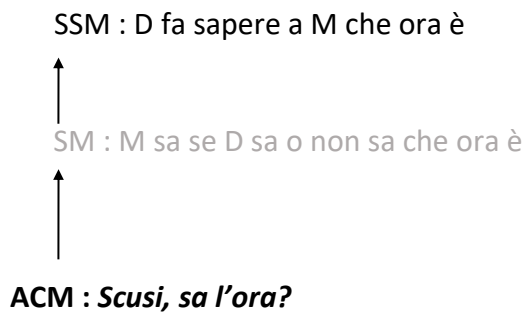 SSM : D fa sapere a M che ora è
SM : M sa se D sa o non sa che ora è
ACM : Scusi, sa l’ora?